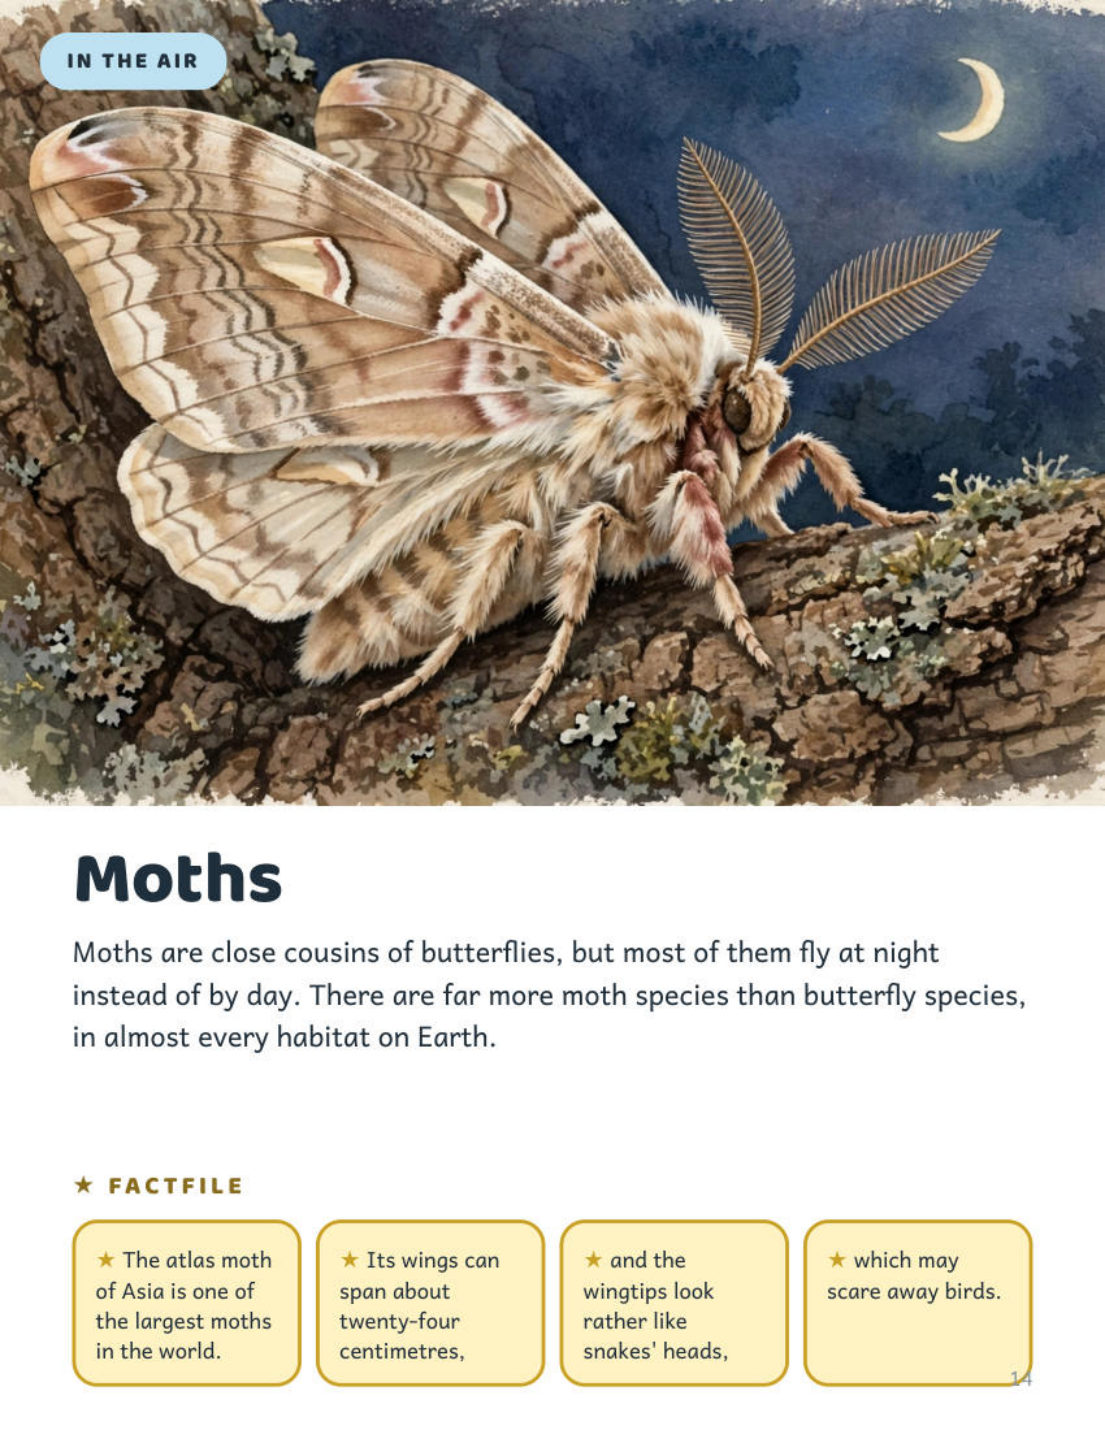 IN THE AIR
Moths
Moths are close cousins of butterflies, but most of them fly at night
instead of by day. There are far more moth species than butterfly species,
in almost every habitat on Earth.
★ FACTFILE
★ The atlas moth
of Asia is one of
the largest moths
in the world.
★ Its wings can
span about
twenty-four
centimetres,
★ and the
wingtips look
rather like
snakes' heads,
★ which may
scare away birds.
14